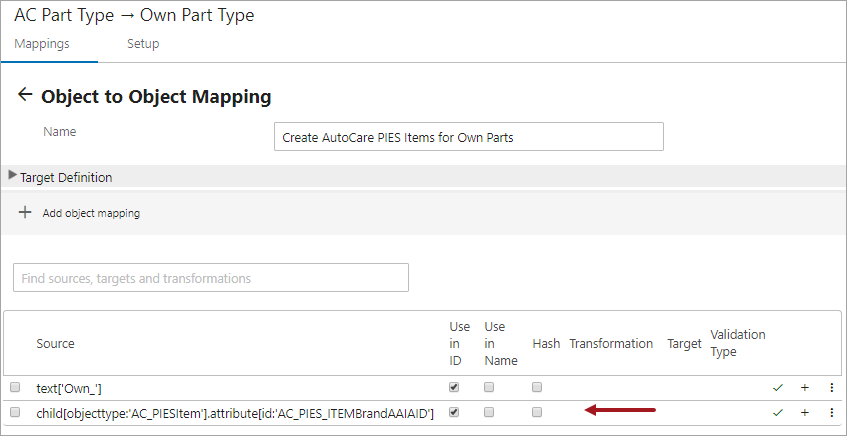 AC Part Type → Own Part Type
Mappings Setup
Object to Object Mapping
Name Create AutoCare PIES Items for Own Parts
Target Definition
Add object mapping
Find sources, targets and transformations
Source Use in ID Use in Name Hash Transformation Target Validation Type
text['Own_']
child[objecttype:'AC_PIESItem'].attribute[id:'AC_PIES_ITEMBrandAAIAID']